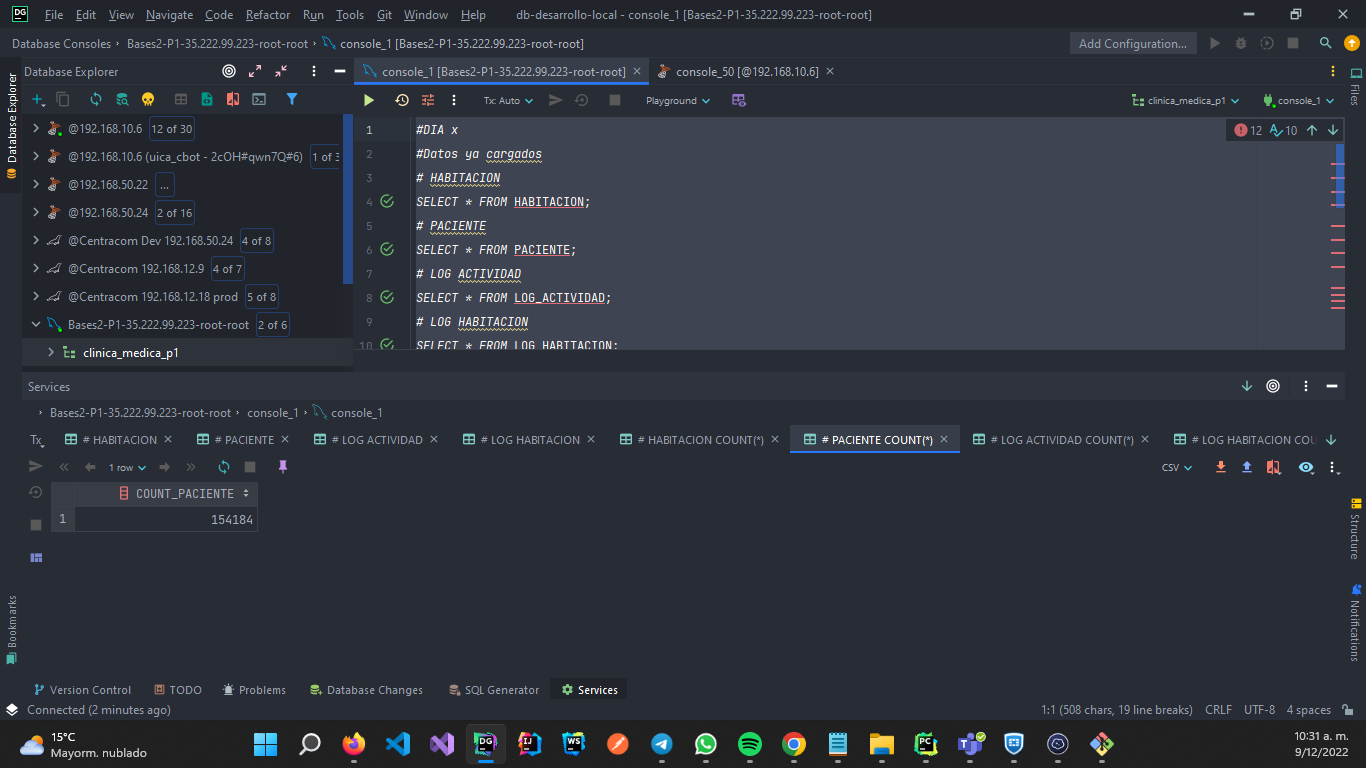 DG File Edit View Navigate Code Refactor Run Tools Git Window Help db-desarrollo-local - console_1 [Bases2-P1-35.222.99.223-root-root]
Database Consoles Bases2-P1-35.222.99.223-root-root console_1 [Bases2-P1-35.222.99.223-root-root] Add Configuration...
Database Explorer
Database Explorer
console_1 [Bases2-P1-35.222.99.223-root-root] console_50 [@192.168.10.6]
Files
Tx: Auto Playground clinica_medica_p1 console_1
@192.168.10.6 12 of 30
@192.168.10.6 (uica_cbot - 2cOH#qwn7Q#6) 1 of 3
@192.168.50.22 ...
@192.168.50.24 2 of 16
@Centracom Dev 192.168.50.24 4 of 8
@Centracom 192.168.12.9 4 of 7
@Centracom 192.168.12.18 prod 5 of 8
Bases2-P1-35.222.99.223-root-root 2 of 6
clinica_medica_p1
1 #DIA x
12 10
2 #Datos ya cargados
3 # HABITACION
4 SELECT * FROM HABITACION;
5 # PACIENTE
6 SELECT * FROM PACIENTE;
7 # LOG ACTIVIDAD
8 SELECT * FROM LOG_ACTIVIDAD;
9 # LOG HABITACION
10 SELECT * FROM LOG_HABITACION;
Services
Bases2-P1-35.222.99.223-root-root console_1 console_1
Tx # HABITACION # PACIENTE # LOG ACTIVIDAD # LOG HABITACION # HABITACION COUNT(*) # PACIENTE COUNT(*) # LOG ACTIVIDAD COUNT(*) # LOG HABITACION COU
1 row CSV
COUNT_PACIENTE
1 154184
Structure
Notifications
Bookmarks
Version Control TODO Problems Database Changes SQL Generator Services
Connected (2 minutes ago) 1:1 (508 chars, 19 line breaks) CRLF UTF-8 4 spaces
15°C
Mayorm. nublado
DG IJ WS PC
10:31 a. m.
9/12/2022